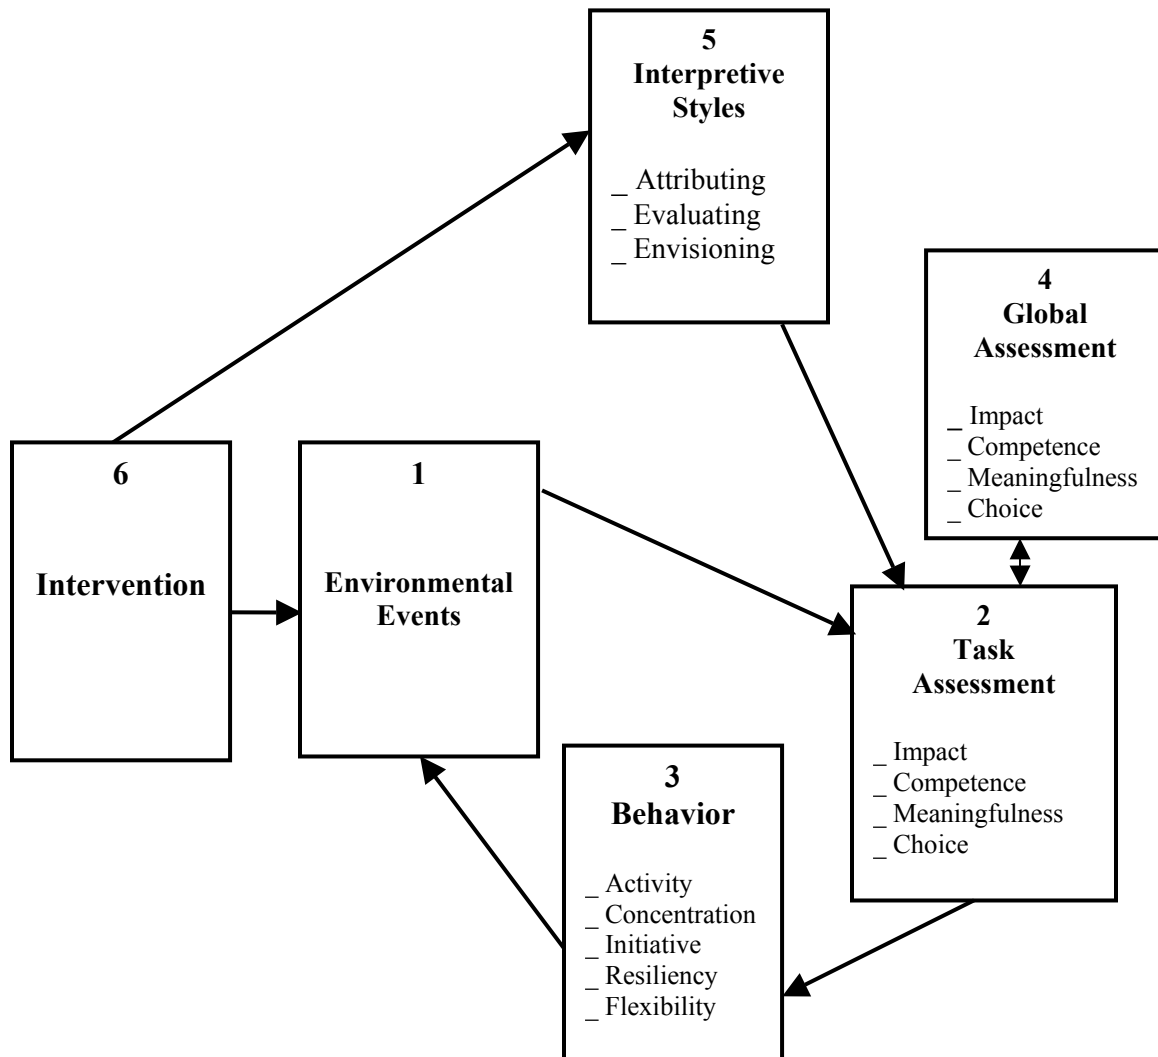 5
Interpretive
Styles
_ Attributing
_ Evaluating
_ Envisioning
4
Global
Assessment
_ Impact
_ Competence
_ Meaningfulness
_ Choice
6
Intervention
1
Environmental
Events
2
Task
Assessment
_ Impact
_ Competence
_ Meaningfulness
_ Choice
3
Behavior
_ Activity
_ Concentration
_ Initiative
_ Resiliency
_ Flexibility